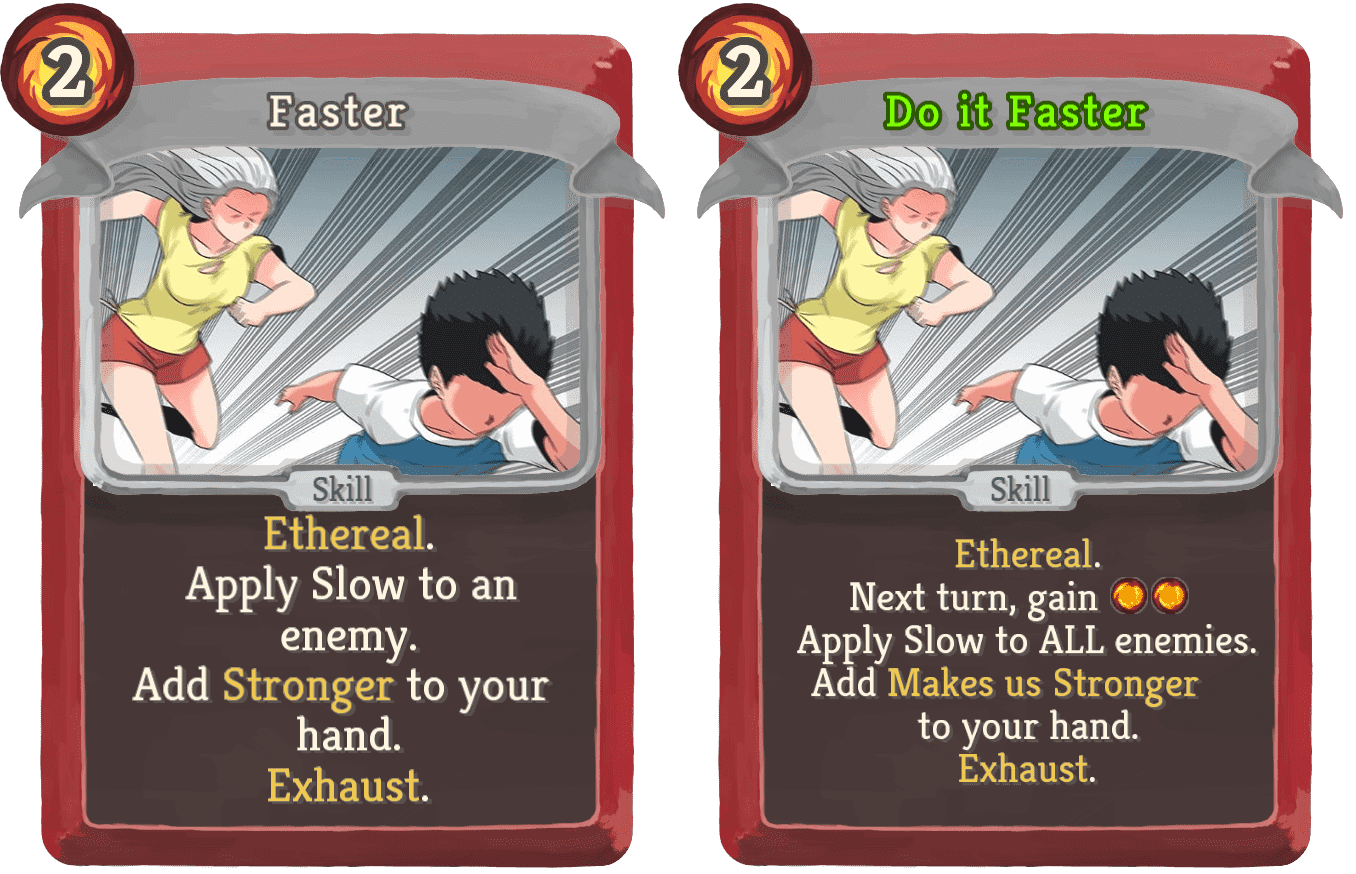 2
Faster
Skill
Ethereal.
Apply Slow to an
enemy.
Add Stronger to your
hand.
Exhaust.
2
Do it Faster
Skill
Ethereal.
Next turn, gain
Apply Slow to ALL enemies.
Add Makes us Stronger
to your hand.
Exhaust.